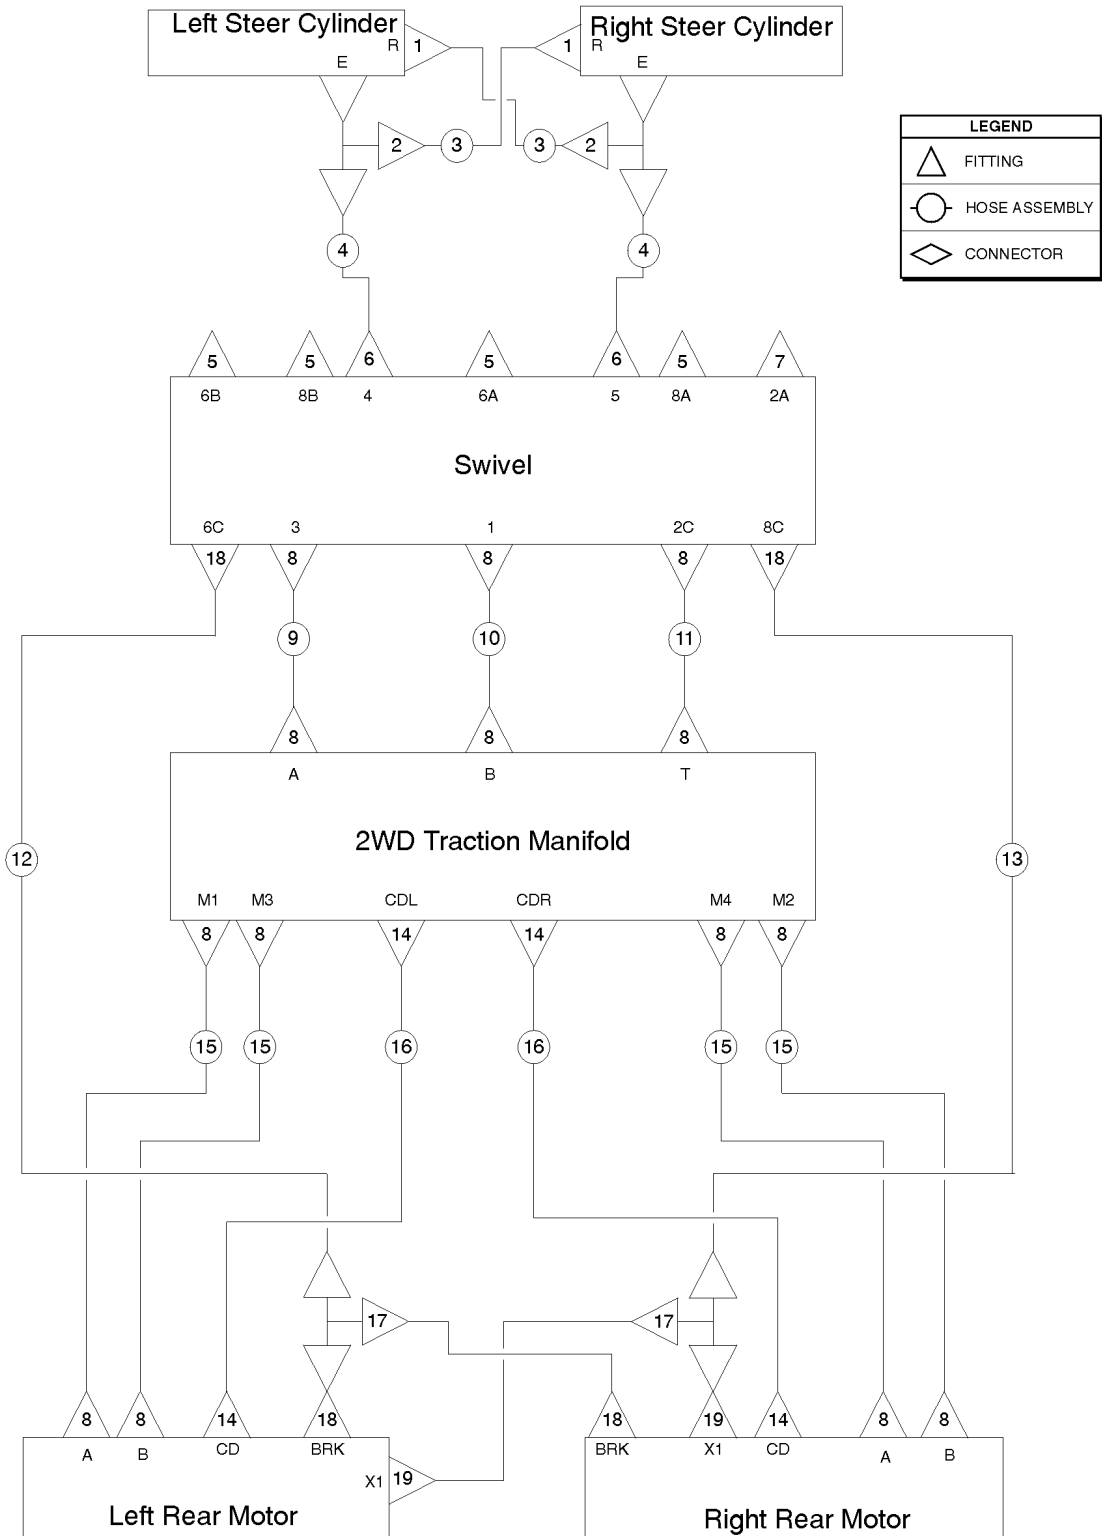 Left Steer Cylinder
R
1
E
Right Steer Cylinder
1
R
E
2
3
3
2
4
4
LEGEND
FITTING
HOSE ASSEMBLY
CONNECTOR
5
5
6
5
6
5
7
6B
8B
4
6A
5
8A
2A
Swivel
6C
3
1
2C
8C
18
8
8
8
18
9
10
11
8
8
8
A
B
T
2WD Traction Manifold
12
13
M1
M3
CDL
CDR
M4
M2
8
8
14
14
8
8
15
15
16
16
15
15
17
17
8
8
14
18
18
19
14
8
8
A
B
CD
BRK
BRK
X1
CD
A
B
X1
19
Left Rear Motor
Right Rear Motor